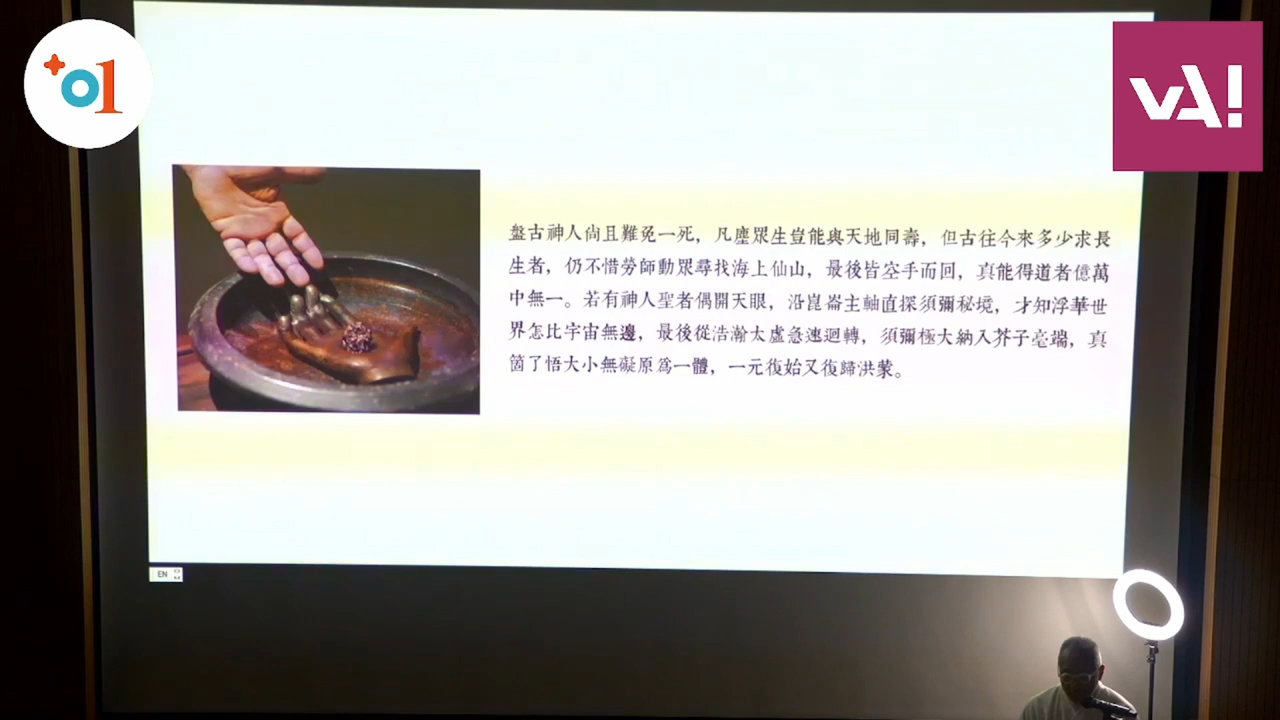 +01
vA!
盤古神人尚且難免一死，凡塵眾生豈能與天地同壽，但古往今來多少求長
生者，仍不惜勞師動眾尋找海上仙山，最後皆空手而回，真能得道者億萬
中無一。若有神人聖者偶開天眼，沿崑崙主軸直探須彌秘境，才知浮華世
界怎比宇宙無邊，最後從浩瀚太虛急速迴轉，須彌極大納入芥子毫端，真
箇了悟大小無礙原為一體，一元復始又復歸洪蒙。
EN